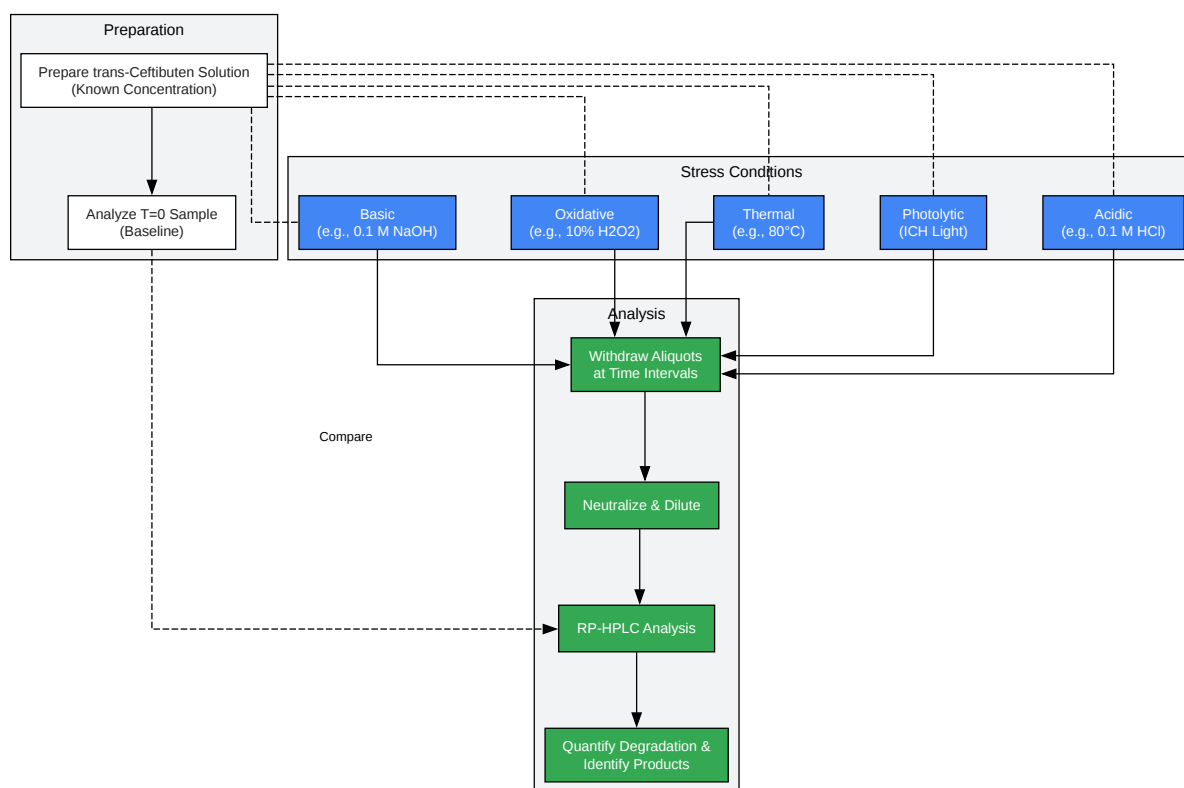 Preparation
Prepare trans-Ceftibuten Solution
(Known Concentration)
Analyze T=0 Sample
(Baseline)
Stress Conditions
Basic
(e.g., 0.1 M NaOH)
Oxidative
(e.g., 10% H2O2)
Thermal
(e.g., 80°C)
Photolytic
(ICH Light)
Acidic
(e.g., 0.1 M HCl)
Analysis
Withdraw Aliquots
at Time Intervals
Compare
Neutralize & Dilute
RP-HPLC Analysis
Quantify Degradation &
Identify Products